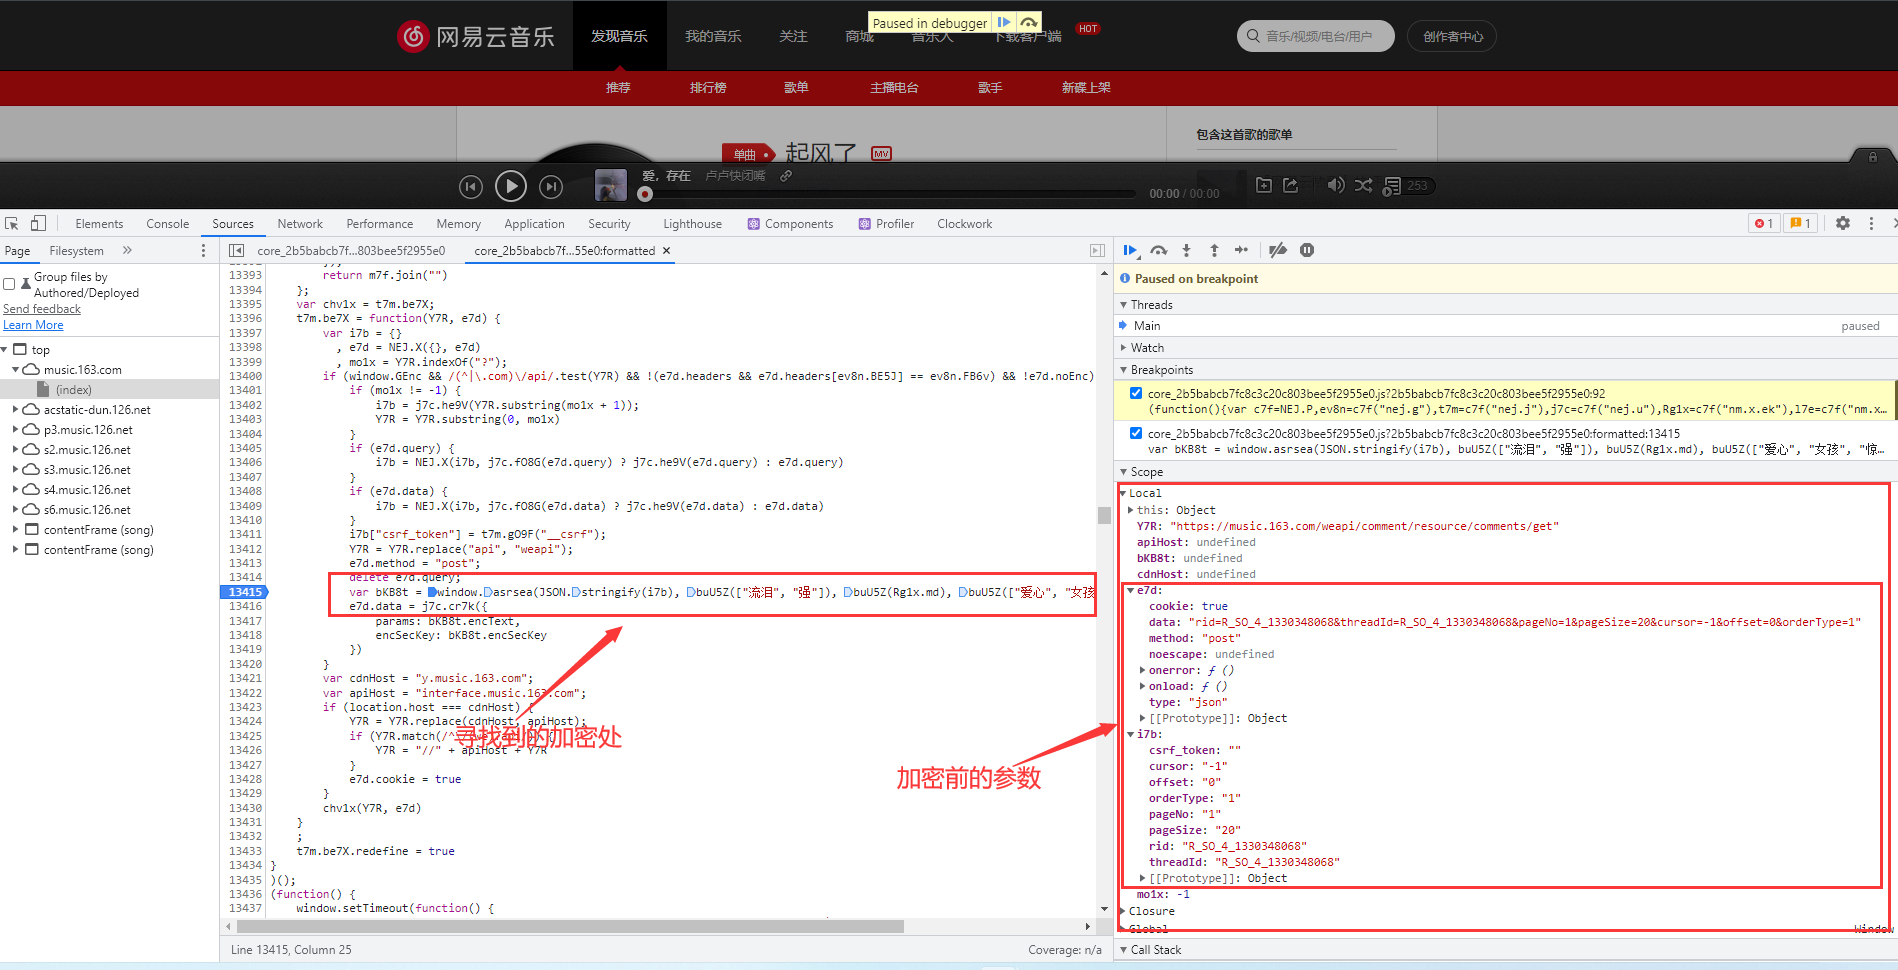 网易云音乐
发现音乐 我的音乐 关注 商城 音乐人 下载客户端 HOT
Paused in debugger
音乐/视频/电台/用户 创作者中心
推荐 排行榜 歌单 主播电台 歌手 新碟上架
包含这首歌的歌单
单曲 起风了 MV
爱，存在 卢卢快闭嘴
00:00 / 00:00 253
Elements Console Sources Network Performance Memory Application Security Lighthouse Components Profiler Clockwork 1 1
Page Filesystem »
core_2b5babcb7f...803bee5f2955e0 core_2b5babcb7f...55e0:formatted ×
Group files by
Authored/Deployed
Send feedback
Learn More
top
music.163.com
(index)
acstatic-dun.126.net
p3.music.126.net
s2.music.126.net
s3.music.126.net
s4.music.126.net
s6.music.126.net
contentFrame (song)
contentFrame (song)
13393 return m7f.join("")
13394 };
13395 var chv1x = t7m.be7X;
13396 t7m.be7X = function(Y7R, e7d) {
13397 var i7b = {}
13398 , e7d = NEJ.X({}, e7d)
13399 , mo1x = Y7R.indexOf("?");
13400 if (window.GEnc && /(^|\.com)\/api/.test(Y7R) && !(e7d.headers && e7d.headers[ev8n.BE5J] == ev8n.FB6v) && !e7d.noEnc)
13401 if (mo1x != -1) {
13402 i7b = j7c.he9V(Y7R.substring(mo1x + 1));
13403 Y7R = Y7R.substring(0, mo1x)
13404 }
13405 if (e7d.query) {
13406 i7b = NEJ.X(i7b, j7c.fO8G(e7d.query) ? j7c.he9V(e7d.query) : e7d.query)
13407 }
13408 if (e7d.data) {
13409 i7b = NEJ.X(i7b, j7c.fO8G(e7d.data) ? j7c.he9V(e7d.data) : e7d.data)
13410 }
13411 i7b["csrf_token"] = t7m.gO9F("__csrf");
13412 Y7R = Y7R.replace("api", "weapi");
13413 e7d.method = "post";
13414 delete e7d.query;
13415 var bKB8t = window.asrsea(JSON.stringify(i7b), buU5Z(["流泪", "强"]), buU5Z(Rg1x.md), buU5Z(["爱心", "女孩
13416 e7d.data = j7c.cr7k({
13417 params: bKB8t.encText,
13418 encSecKey: bKB8t.encSecKey
13419 })
13420 }
13421 var cdnHost = "y.music.163.com";
13422 var apiHost = "interface.music.163.com";
13423 if (location.host === cdnHost) {
13424 Y7R = Y7R.replace(cdnHost, apiHost);
13425 if (Y7R.match(/^
13426 Y7R = "//" + apiHost + Y7R
13427 }
13428 e7d.cookie = true
13429 }
13430 chv1x(Y7R, e7d)
13431 }
13432 ;
13433 t7m.be7X.redefine = true
13434 }
13435 )();
13436 (function() {
13437 window.setTimeout(function() {
寻找到的加密处
加密前的参数
Line 13415, Column 25 Coverage: n/a
Paused on breakpoint
Threads
Main paused
Watch
Breakpoints
core_2b5babcb7fc8c3c20c803bee5f2955e0.js?2b5babcb7fc8c3c20c803bee5f2955e0:92
(function(){var c7f=NEJ.P,ev8n=c7f("nej.g"),t7m=c7f("nej.j"),j7c=c7f("nej.u"),Rg1x=c7f("nm.x.ek"),l7e=c7f("nm.x…
core_2b5babcb7fc8c3c20c803bee5f2955e0.js?2b5babcb7fc8c3c20c803bee5f2955e0:formatted:13415
var bKB8t = window.asrsea(JSON.stringify(i7b), buU5Z(["流泪", "强"]), buU5Z(Rg1x.md), buU5Z(["爱心", "女孩", "惊…
Scope
Local
this: Object
Y7R: "https://music.163.com/weapi/comment/resource/comments/get"
apiHost: undefined
bKB8t: undefined
cdnHost: undefined
e7d:
cookie: true
data: "rid=R_SO_4_1330348068&threadId=R_SO_4_1330348068&pageNo=1&pageSize=20&cursor=-1&offset=0&orderType=1"
method: "post"
noescape: undefined
onerror: ƒ ()
onload: ƒ ()
type: "json"
[[Prototype]]: Object
i7b:
csrf_token: ""
cursor: "-1"
offset: "0"
orderType: "1"
pageNo: "1"
pageSize: "20"
rid: "R_SO_4_1330348068"
threadId: "R_SO_4_1330348068"
[[Prototype]]: Object
mo1x: -1
Closure
Global Window
Call Stack